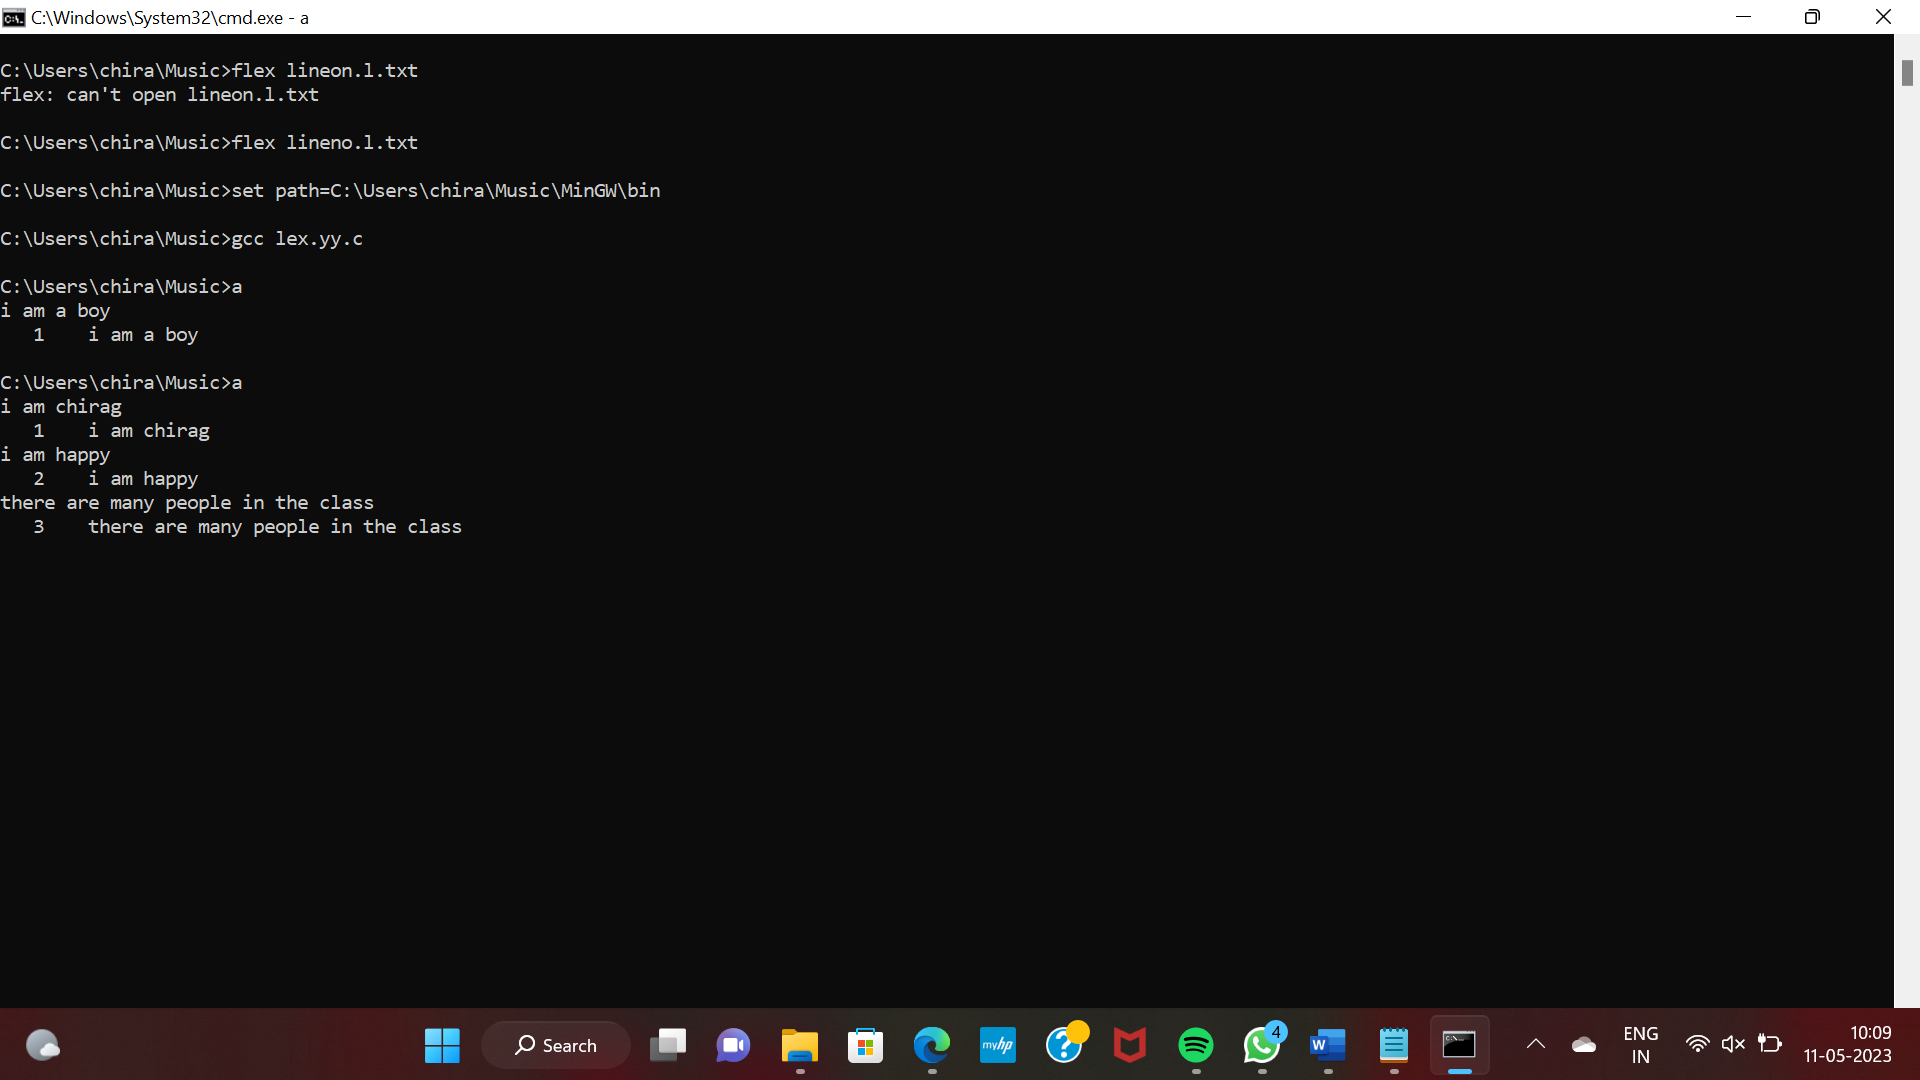 C:\Windows\System32\cmd.exe - a
C:\Users\chira\Music>flex lineon.l.txt
flex: can't open lineon.l.txt
C:\Users\chira\Music>flex lineno.l.txt
C:\Users\chira\Music>set path=C:\Users\chira\Music\MinGW\bin
C:\Users\chira\Music>gcc lex.yy.c
C:\Users\chira\Music>a
i am a boy
   1    i am a boy
C:\Users\chira\Music>a
i am chirag
   1    i am chirag
i am happy
   2    i am happy
there are many people in the class
   3    there are many people in the class
Search
myhp
4
W
ENG
IN
10:09
11-05-2023